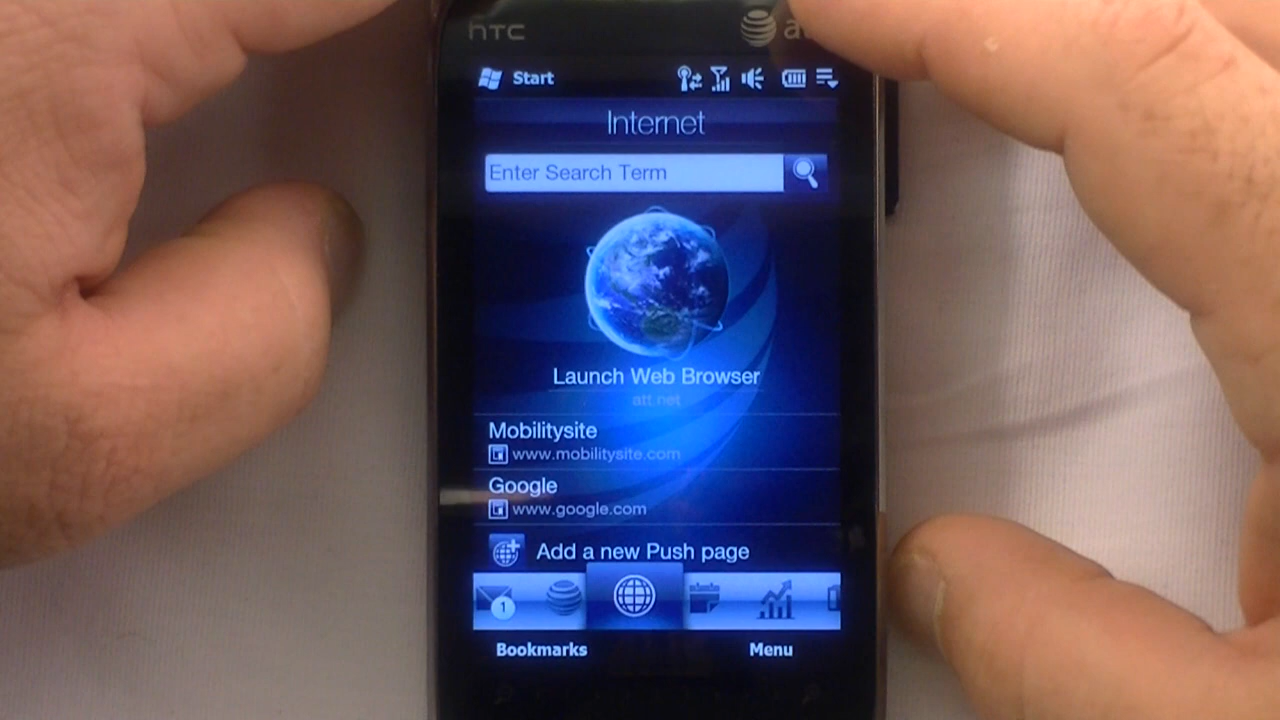 hTC
Start
Internet
Enter Search Term
Launch Web Browser
att.net
Mobilitysite
www.mobilitysite.com
Google
www.google.com
Add a new Push page
1
Bookmarks
Menu